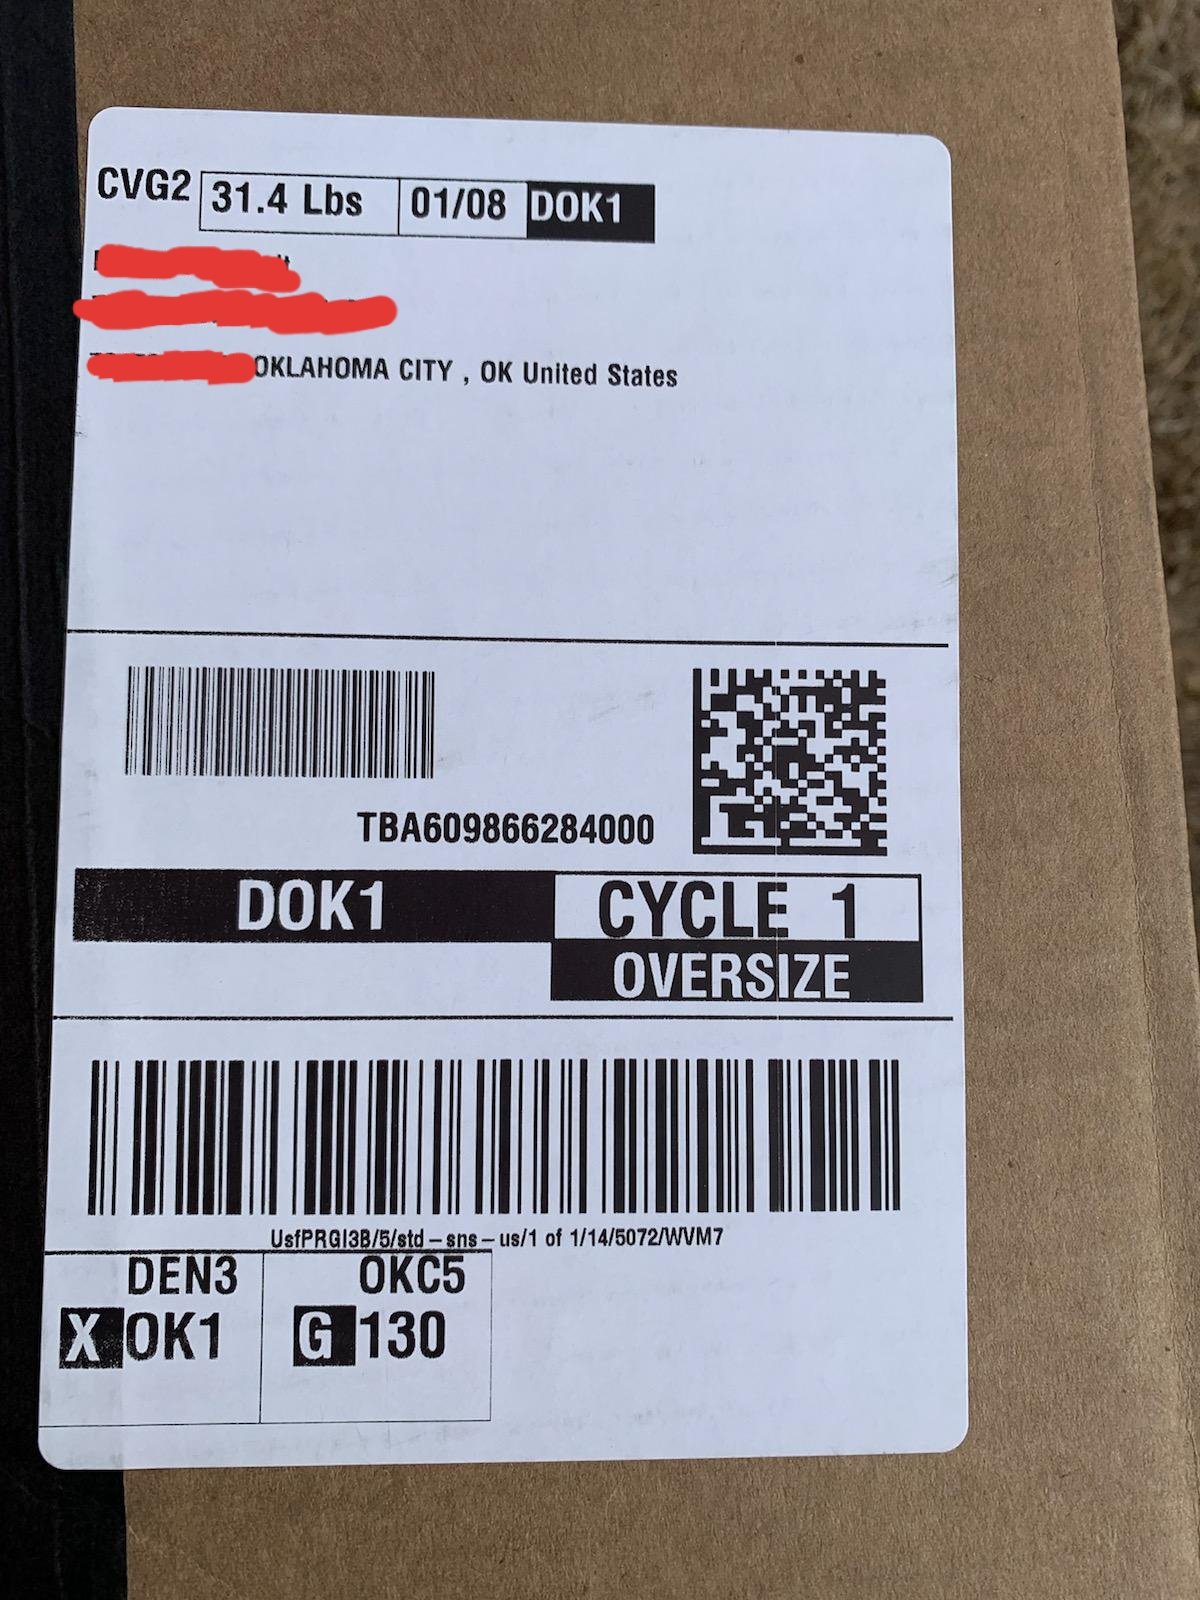 CVG2 31.4 Lbs 01/08 DOK1
OKLAHOMA CITY , OK United States
TBA609866284000
DOK1 CYCLE 1
OVERSIZE
UsfPRGI3B/5/std-sns-us/1 of 1/14/5072/WVM7
DEN3 OKC5
X OK1 G 130